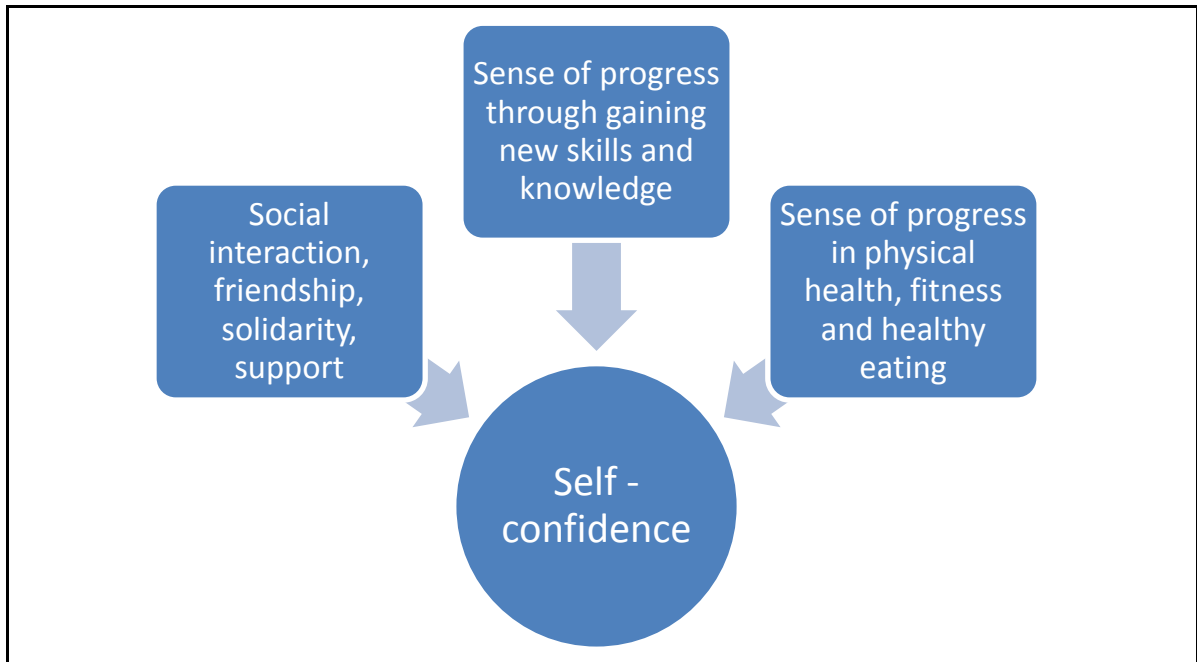 Sense of progress
through gaining
new skills and
knowledge
Social
interaction,
friendship,
solidarity,
support
Sense of progress
in physical
health, fitness
and healthy
eating
Self -
confidence